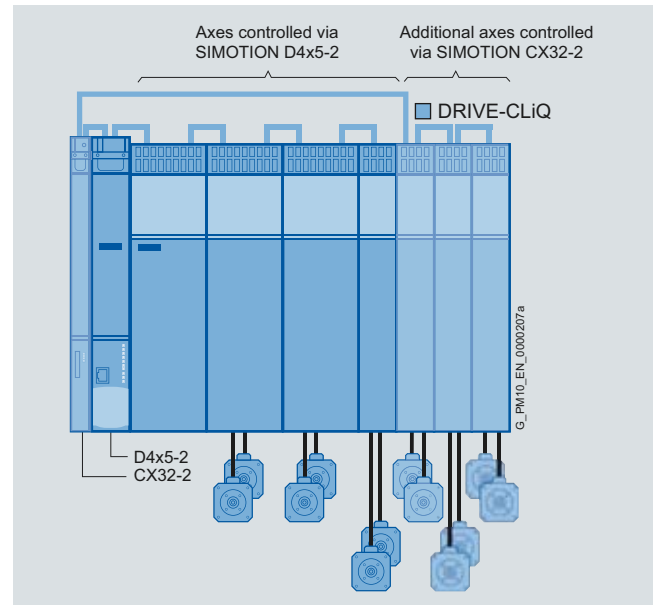 Axes controlled via
SIMOTION D4x5-2
Additional axes controlled
via SIMOTION CX32-2
DRIVE-CLiQ
G_PM10_EN_0000207a
D4x5-2
CX32-2